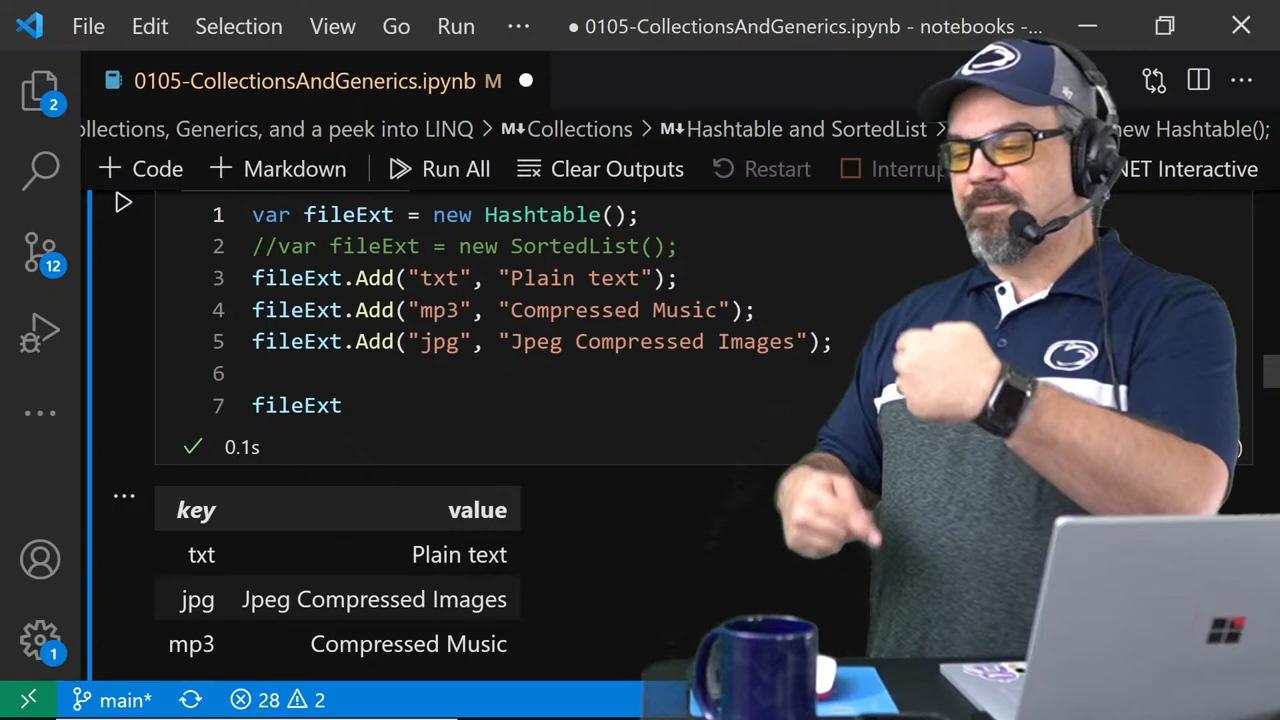 File Edit Selection View Go Run ··· ● 0105-CollectionsAndGenerics.ipynb - notebooks -...
0105-CollectionsAndGenerics.ipynb M
ollections, Generics, and a peek into LINQ > M↓Collections > M↓Hashtable and SortedList > new Hashtable();
+ Code + Markdown Run All Clear Outputs Restart Interrup NET Interactive
2
12
1
1 var fileExt = new Hashtable();
2 //var fileExt = new SortedList();
3 fileExt.Add("txt", "Plain text");
4 fileExt.Add("mp3", "Compressed Music");
5 fileExt.Add("jpg", "Jpeg Compressed Images");
6
7 fileExt
0.1s
key value
txt Plain text
jpg Jpeg Compressed Images
mp3 Compressed Music
main* 28 2